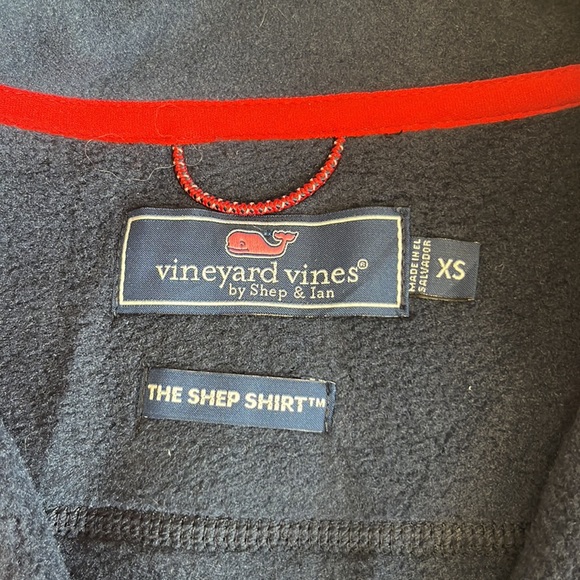 vineyard vines®
by Shep & Ian
MADE IN EL
SALVADOR
XS
THE SHEP SHIRT™